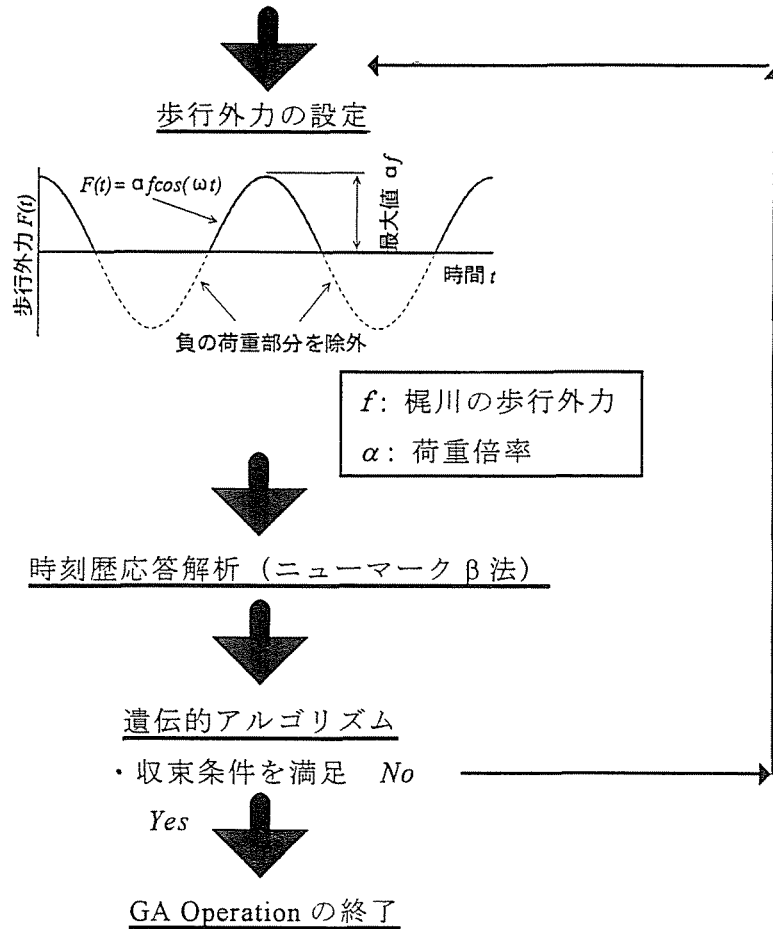 歩行外力の設定
F(t)= αfcos(ωt)
最大値 αf
歩行外力 F(t)
時間 t
負の荷重部分を除外
f: 梶川の歩行外力
α: 荷重倍率
時刻歴応答解析（ニューマーク β 法）
遺伝的アルゴリズム
・収束条件を満足 No
Yes
GA Operation の終了